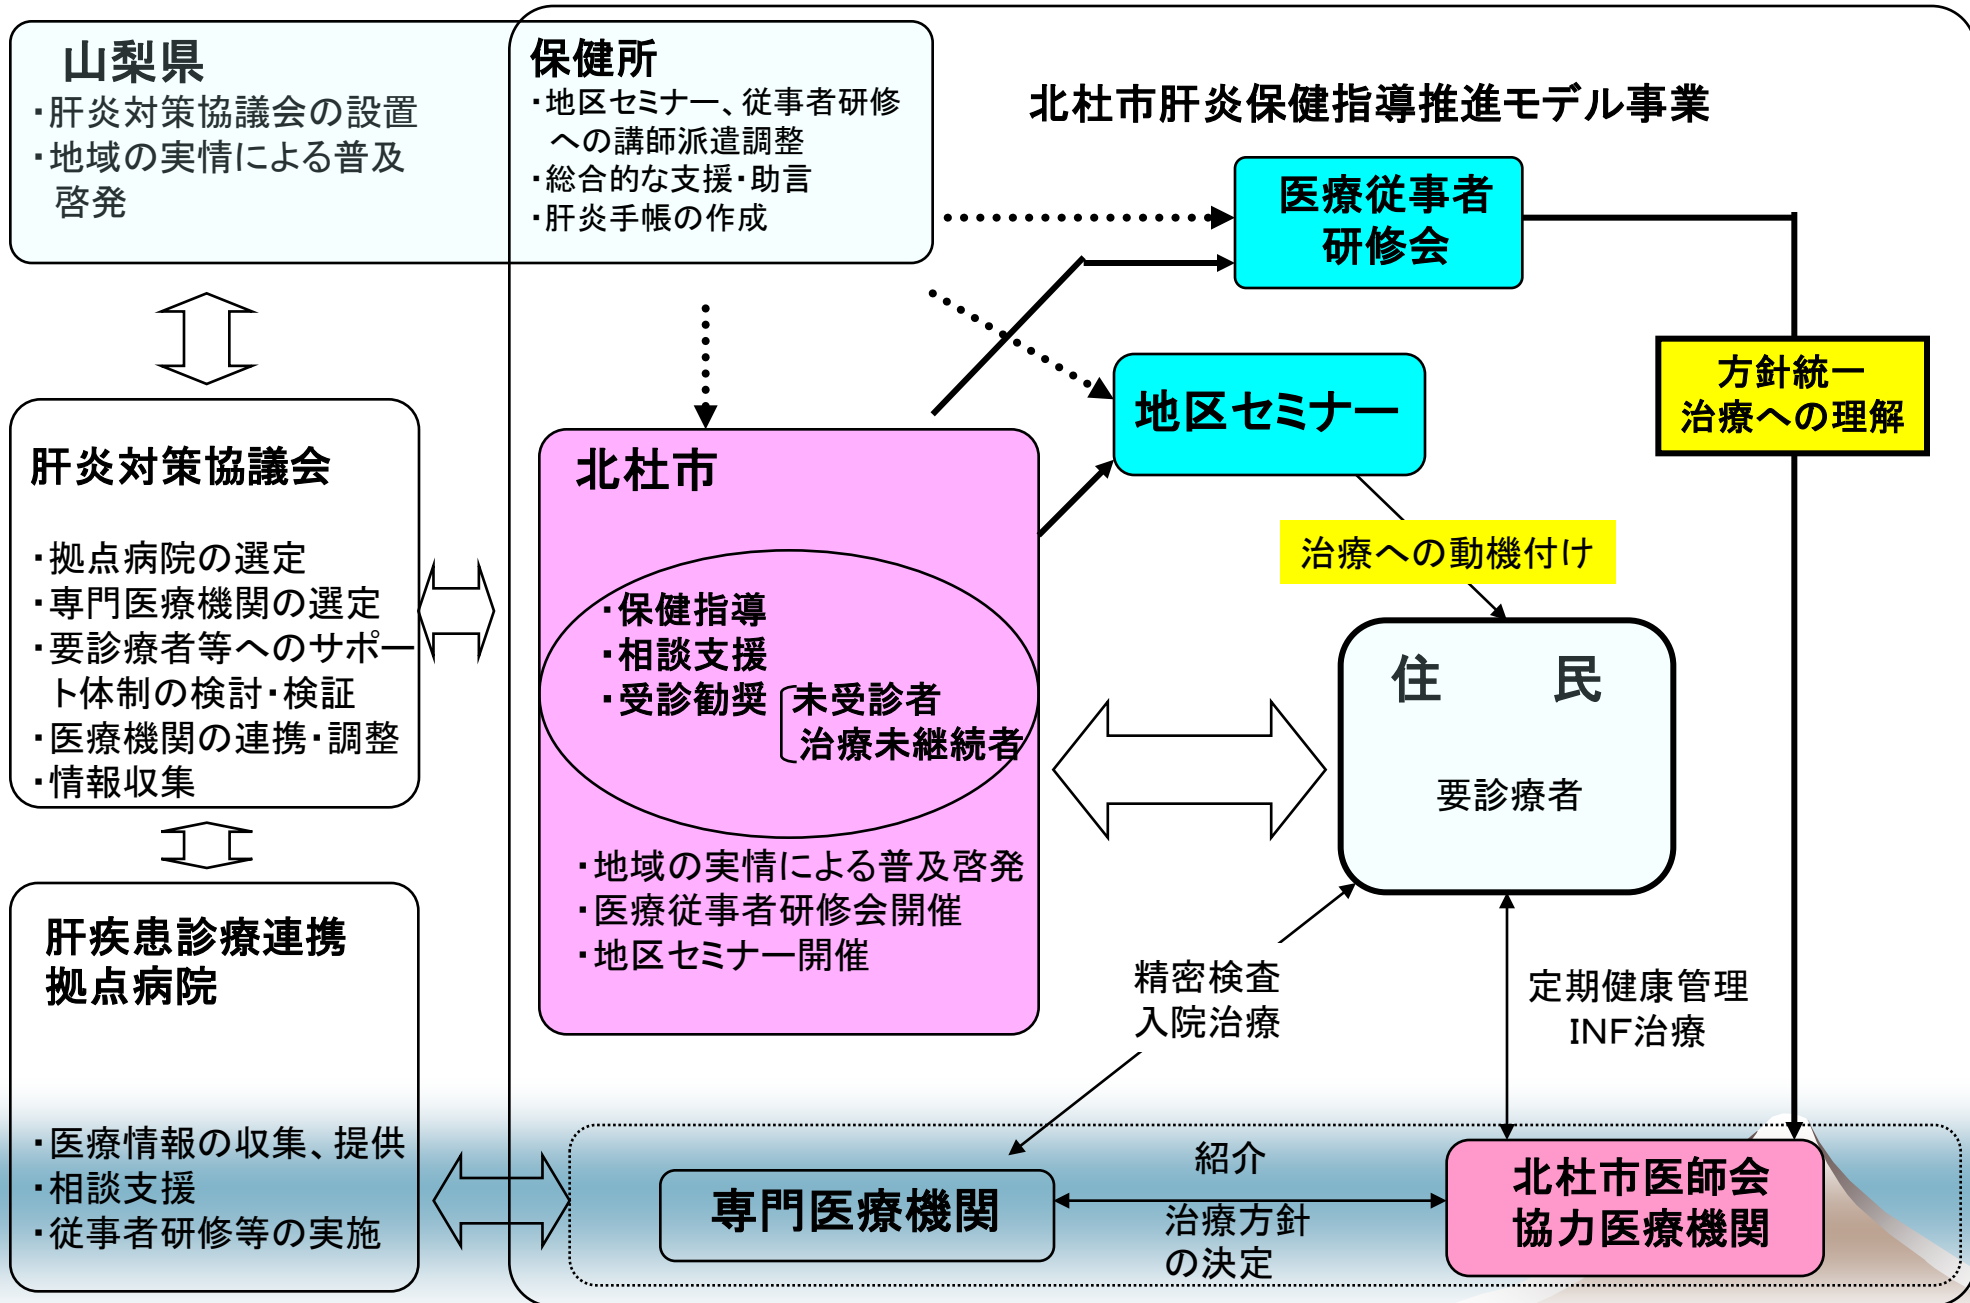 山梨県
・肝炎対策協議会の設置
・地域の実情による普及
啓発
保健所
・地区セミナー、従事者研修
への講師派遣調整
・総合的な支援・助言
・肝炎手帳の作成
北杜市肝炎保健指導推進モデル事業
医療従事者
研修会
方針統一
治療への理解
地区セミナー
治療への動機付け
肝炎対策協議会
・拠点病院の選定
・専門医療機関の選定
・要診療者等へのサポー
ト体制の検討・検証
・医療機関の連携・調整
・情報収集
北杜市
・保健指導
・相談支援
・受診勧奨 未受診者
治療未継続者
・地域の実情による普及啓発
・医療従事者研修会開催
・地区セミナー開催
住 民
要診療者
肝疾患診療連携
拠点病院
・医療情報の収集、提供
・相談支援
・従事者研修等の実施
精密検査
入院治療
定期健康管理
INF治療
専門医療機関
紹介
治療方針
の決定
北杜市医師会
協力医療機関